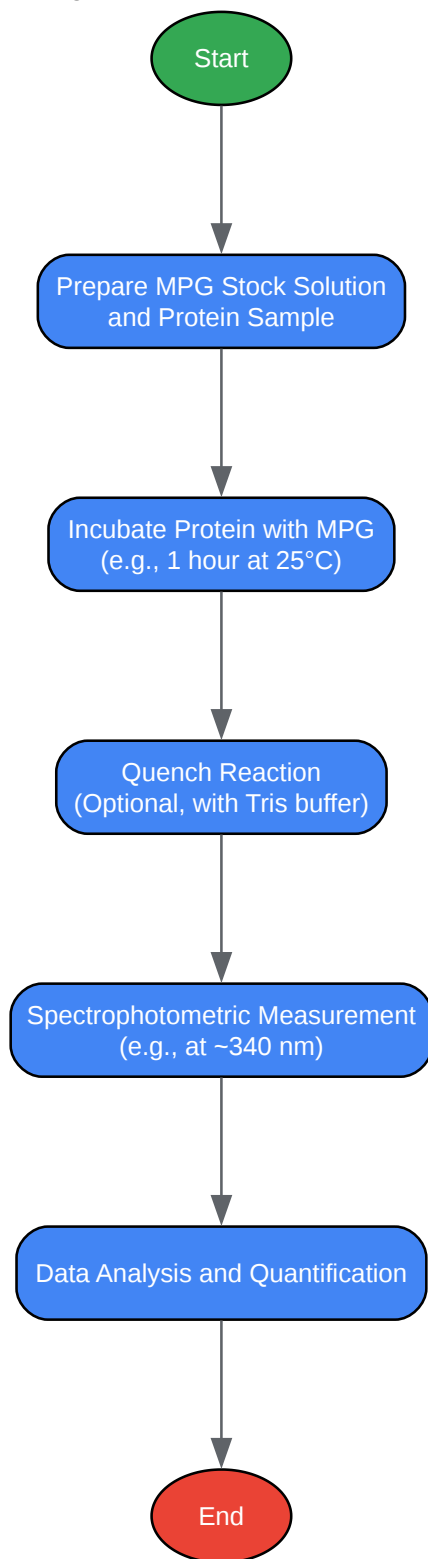 Start
Prepare MPG Stock Solution
and Protein Sample
Incubate Protein with MPG
(e.g., 1 hour at 25°C)
Quench Reaction
(Optional, with Tris buffer)
Spectrophotometric Measurement
(e.g., at ~340 nm)
Data Analysis and Quantification
End